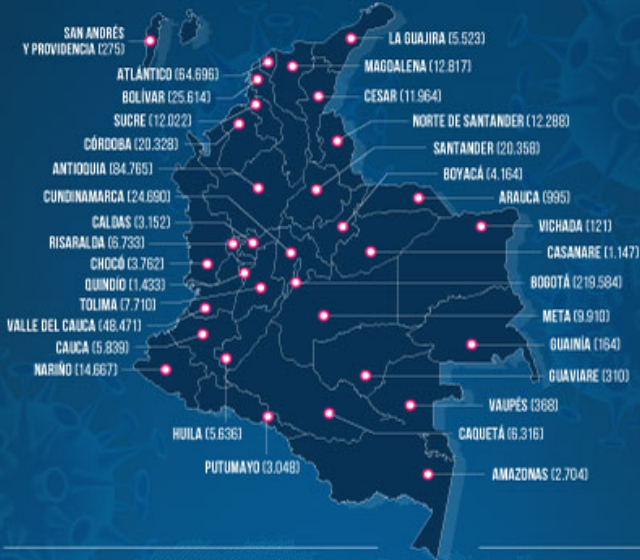 SAN ANDRÉS
Y PROVIDENCIA (275)
ATLÁNTICO (64.696)
BOLÍVAR (25.614)
SUCRE (12.022)
CÓRDOBA (20.328)
ANTIOQUIA (84.765)
CUNDINAMARCA (24.690)
CALDAS (3.152)
RISARALDA (6.733)
CHOCÓ (3.762)
QUINDÍO (1.433)
TOLIMA (7.710)
VALLE DEL CAUCA (48.471)
CAUCA (5.839)
NARIÑO (14.667)
HUILA (5.636)
PUTUMAYO (3.048)
LA GUAJIRA (5.523)
MAGDALENA (12.817)
CESAR (11.964)
NORTE DE SANTANDER (12.288)
SANTANDER (20.358)
BOYACÁ (4.164)
ARAUCA (995)
VICHADA (121)
CASANARE (1.147)
BOGOTÁ (219.584)
META (9.910)
GUAINÍA (164)
GUAVIARE (310)
VAUPÉS (368)
CAQUETÁ (6.316)
AMAZONAS (2.704)